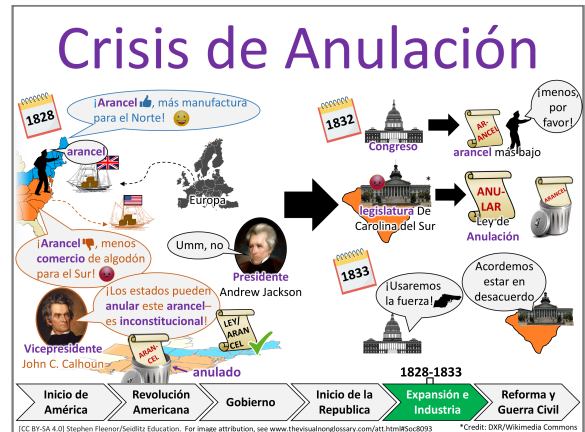 Crisis de Anulación
1828
¡Arancel 👍, más manufactura
para el Norte! 😀
arancel
Europa
¡Arancel 👎, menos
comercio de algodón
para el Sur!
Umm, no
Presidente
Andrew Jackson
¡Los estados pueden
anular este arancel–
es inconstitucional!
Vicepresidente
John C. Calhoun
ARAN-
CEL
LEY/
ARAN
CEL
anulado
1832
Congreso
AR-
ANCEL
arancel más bajo
¡menos,
por
favor!
*
legislatura De
Carolina del Sur
ANU-
LAR
Ley de
Anulación
ARANCEL
1833
¡Usaremos
la fuerza!
Acordemos
estar en
desacuerdo
1828-1833
Inicio de
América
Revolución
Americana
Gobierno
Inicio de la
Republica
Expansión e
Industria
Reforma y
Guerra Civil
[CC BY-SA 4.0] Stephen Fleenor/Seidlitz Education. For image attribution, see www.thevisualnonglossary.com/att.html#Soc8093
*Credit: DXR/Wikimedia Commons